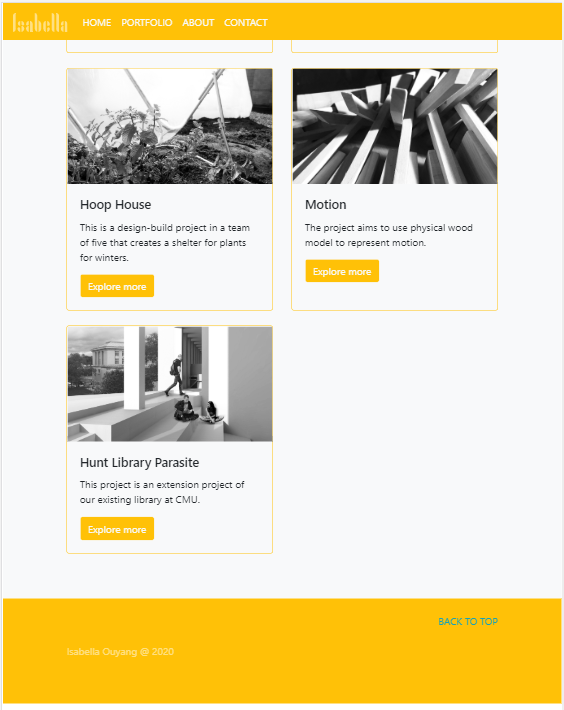 Isabella HOME PORTFOLIO ABOUT CONTACT
Hoop House
This is a design-build project in a team
of five that creates a shelter for plants
for winters.
Explore more
Motion
The project aims to use physical wood
model to represent motion.
Explore more
Hunt Library Parasite
This project is an extension project of
our existing library at CMU.
Explore more
BACK TO TOP
Isabella Ouyang @ 2020